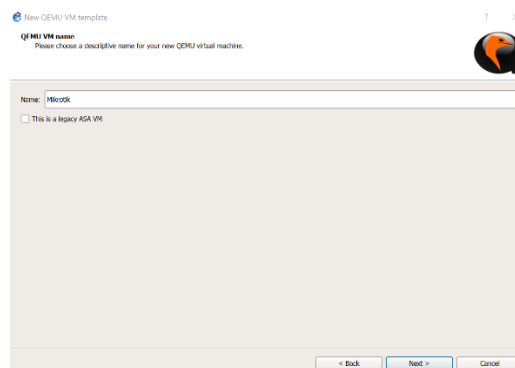 New QEMU VM template
QEMU VM name
Please choose a descriptive name for your new QEMU virtual machine.
Name: Mikrotik
This is a legacy ASA VM
< Back Next > Cancel